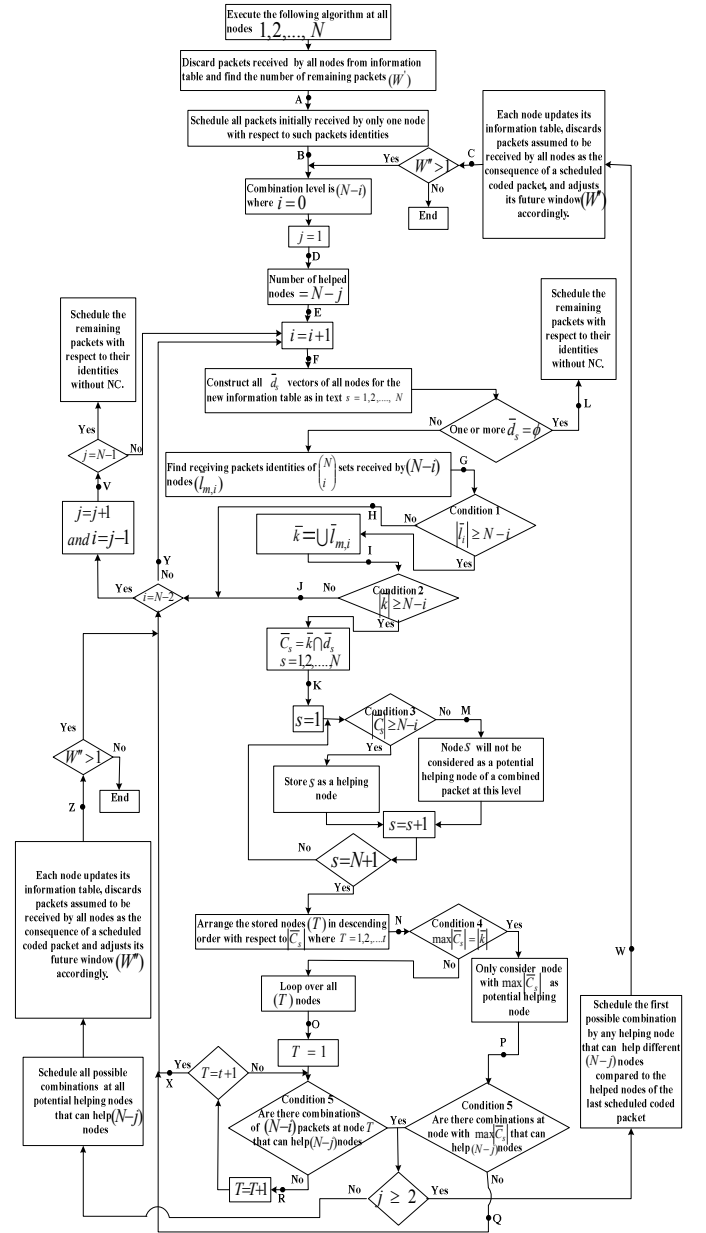 Execute the following algorithm at all
nodes 1,2,..., N
Discard packets received by all nodes from information
table and find the number of remaining packets (W')
A
Schedule all packets initially received by only one node
with respect to such packets identities
B
Yes
W'' >1
C
No
End
Each node updates its
information table, discards
packets assumed to be
received by all nodes as the
consequence of a scheduled
coded packet, and adjusts
its future window(W'')
accordingly.
Combination level is (N-i)
where i=0
j=1
D
Number of helped
nodes = N-j
E
i=i+1
F
Construct all d̄s vectors of all nodes for the
new information table as in text s = 1,2,...., N
No
One or more d̄s = ϕ
Yes
L
Schedule the
remaining
packets with
respect to their
identities
without NC.
Schedule the
remaining
packets with
respect to their
identities
without NC.
Yes
j=N-1
No
V
j=j+1
and i=j-1
Find receiving packets identities of (N i) sets received by (N-i)
nodes (l̄m,i)
G
Condition 1
|l̄i| ≥ N-i
No
H
Yes
k̄=⋃l̄m,i
I
Condition 2
|k̄| ≥N-i
No
J
Yes
Y
No
i=N-2
Yes
C̄s = k̄⋂d̄s
s=1,2,....,N
K
s=1
Condition 3
|C̄s| ≥N-i
No
M
Yes
Node S will not be
considered as a potential
helping node of a combined
packet at this level
Store s as a helping
node
s=s+1
No
s=N+1
Yes
Yes
W'' >1
No
End
Z
Each node updates its
information table, discards
packets assumed to be
received by all nodes as the
consequence of a scheduled
coded packet and adjusts its
future window (W'')
accordingly.
Arrange the stored nodes (T) in descending
order with respect to |C̄s| where T=1,2,....t
N
Condition 4
max|C̄s|=|k̄|
Yes
No
Only consider node
with max|C̄s| as
potential helping
node
P
Loop over all
(T) nodes
O
T = 1
Yes
X
T=t+1
No
Condition 5
Are there combinations
of (N-i) packets at node T
that can help(N-j)nodes
Yes
Condition 5
Are there combinations at
node with max|C̄s| that can
help(N-j)nodes
No
R
T=T+1
No
j ≥ 2
Yes
No
Q
Schedule all possible
combinations at all
potential helping nodes
that can help(N-j)
nodes
W
Schedule the first
possible combination
by any helping node
that can help different
(N-j) nodes
compared to the
helped nodes of the
last scheduled coded
packet